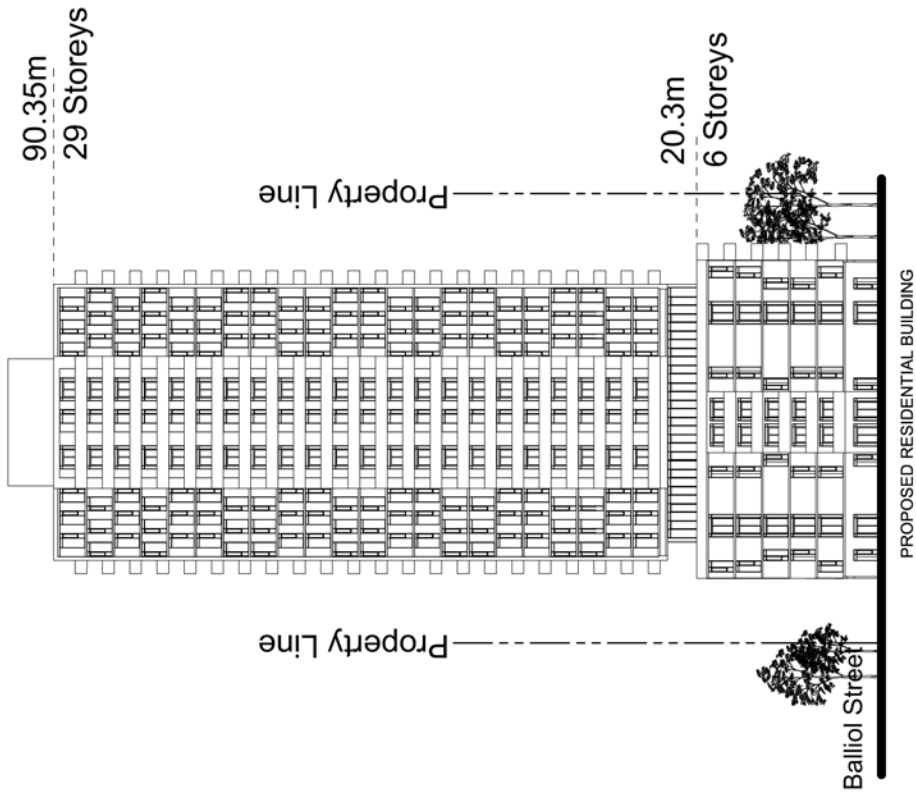 90.35m
29 Storeys
20.3m
6 Storeys
Property Line
Property Line
Balliol Street
PROPOSED RESIDENTIAL BUILDING